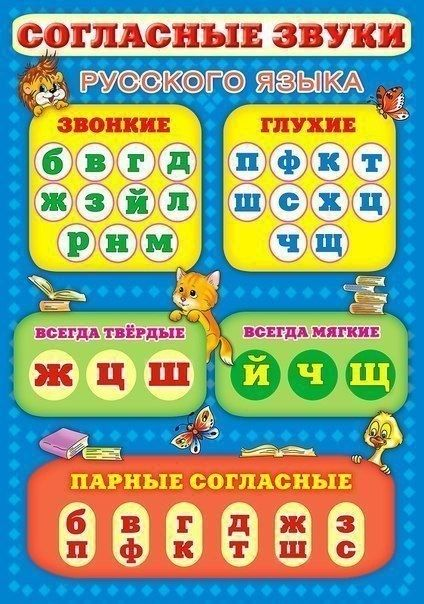 СОГЛАСНЫЕ ЗВУКИ
РУССКОГО ЯЗЫКА
ЗВОНКИЕ
б в г д
ж з й л
р н м
ГЛУХИЕ
п ф к т
ш с х ц
ч щ
ВСЕГДА ТВЁРДЫЕ
ж ц ш
ВСЕГДА МЯГКИЕ
й ч щ
ПАРНЫЕ СОГЛАСНЫЕ
б в г д ж з
п ф к т ш с